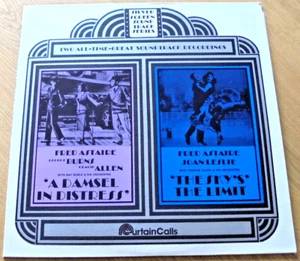 SILVER
SCREEN
SOUND
TRACK
SERIES
TWO ALL-TIME-GREAT SOUNDTRACK RECORDINGS
FRED ASTAIRE
GEORGE
BURNS
GRACIE
ALLEN
"A DAMSEL
IN DISTRESS"
FRED ASTAIRE
JOAN LESLIE
"THE SKY'S
THE LIMIT"
CurtainCalls